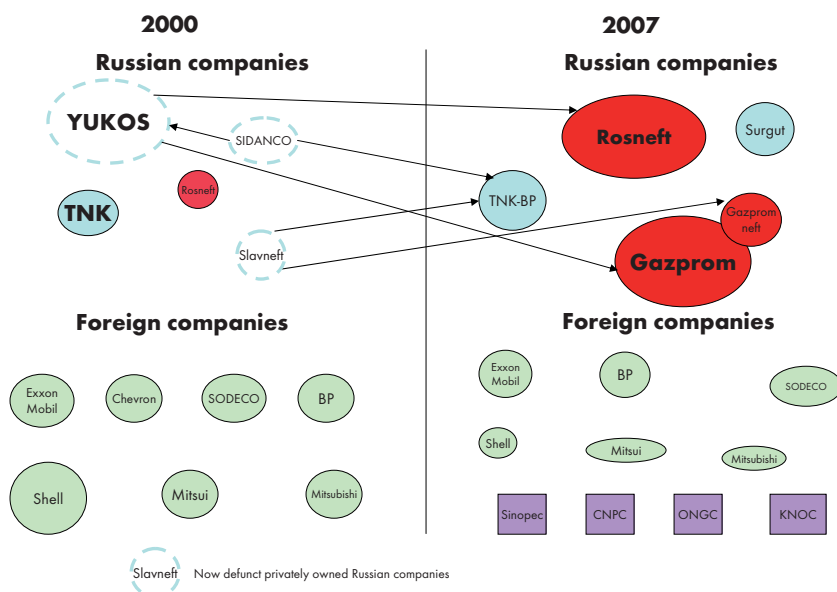 2000
Russian companies
YUKOS
SIDANCO
TNK
Rosneft
Slavneft
Foreign companies
Exxon
Mobil
Chevron
SODECO
BP
Shell
Mitsui
Mitsubishi
2007
Russian companies
Rosneft
Surgut
TNK-BP
Gazprom
neft
Gazprom
Foreign companies
Exxon
Mobil
BP
SODECO
Shell
Mitsui
Mitsubishi
Sinopec
CNPC
ONGC
KNOC
Slavneft
Now defunct privately owned Russian companies